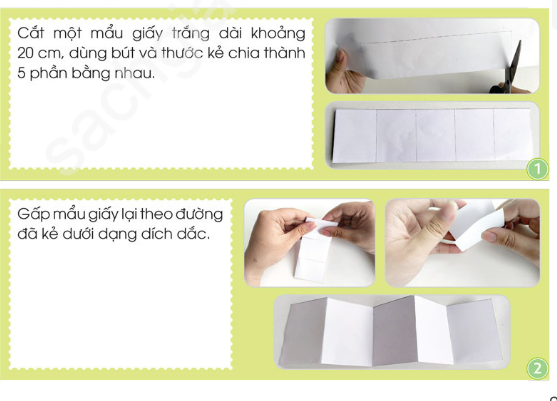 Cắt một mẩu giấy trắng dài khoảng
20 cm, dùng bút và thước kẻ chia thành
5 phần bằng nhau.
1
Gấp mẩu giấy lại theo đường
đã kẻ dưới dạng dích dắc.
2